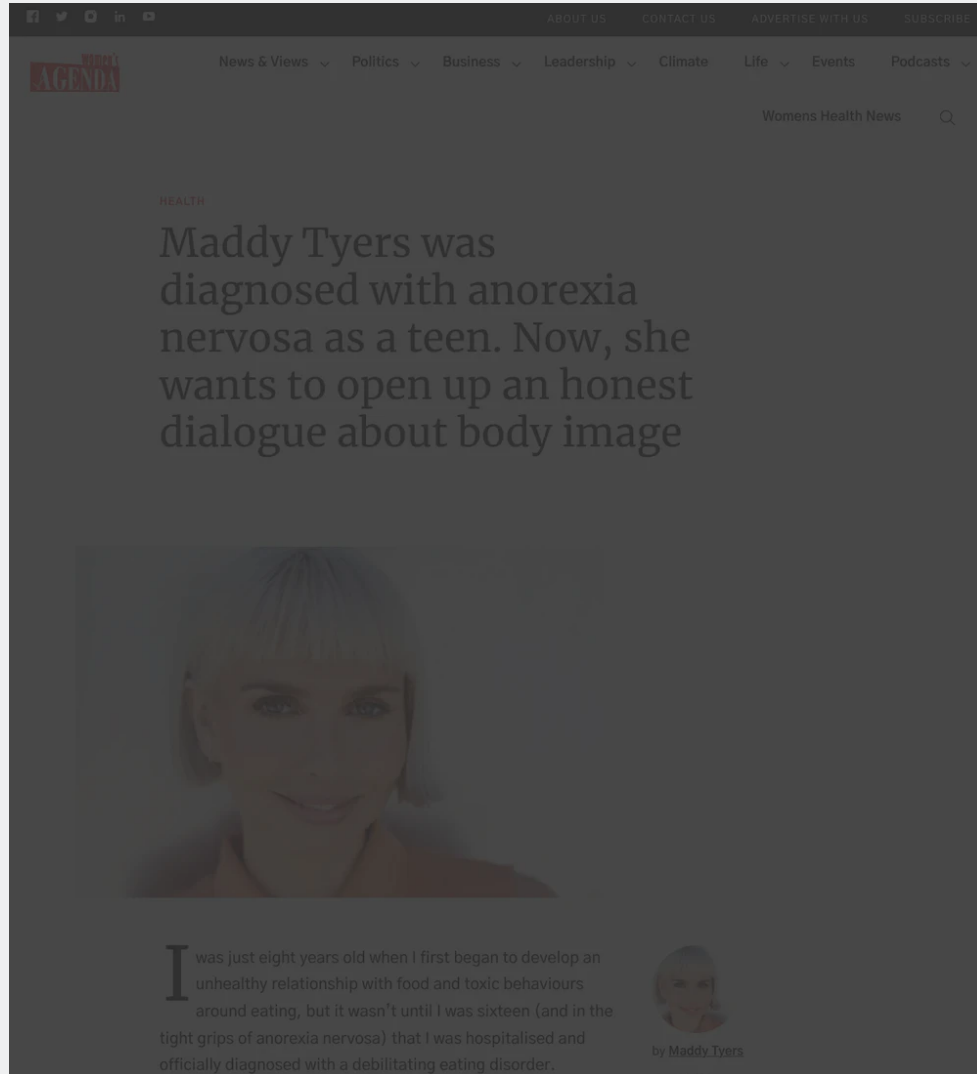 ABOUT US CONTACT US ADVERTISE WITH US SUBSCRIBE
WOMEN'S
AGENDA
News & Views Politics Business Leadership Climate Life Events Podcasts
Womens Health News
HEALTH
Maddy Tyers was
diagnosed with anorexia
nervosa as a teen. Now, she
wants to open up an honest
dialogue about body image
I was just eight years old when I first began to develop an
unhealthy relationship with food and toxic behaviours
around eating, but it wasn't until I was sixteen (and in the
tight grips of anorexia nervosa) that I was hospitalised and
officially diagnosed with a debilitating eating disorder.
by Maddy Tyers